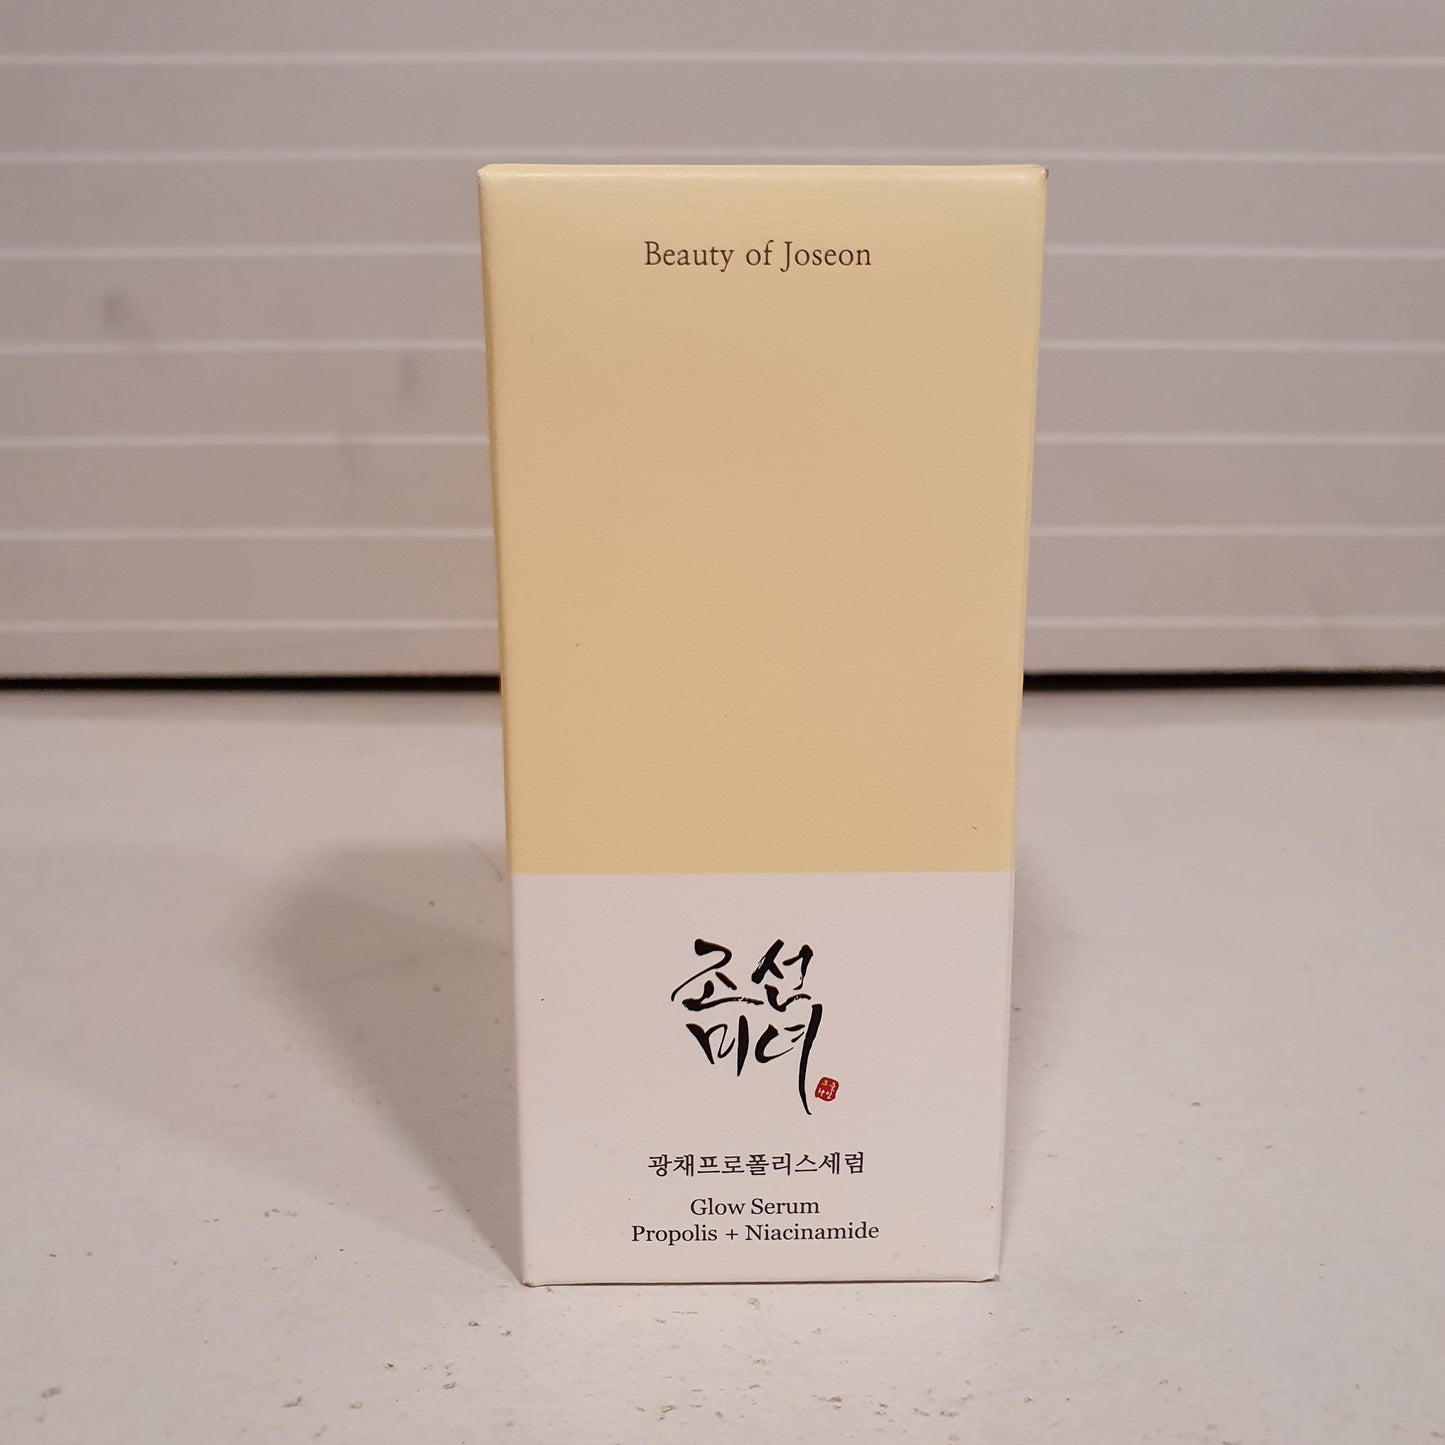 Beauty of Joseon
조선
미녀
광채프로폴리스세럼
Glow Serum
Propolis + Niacinamide